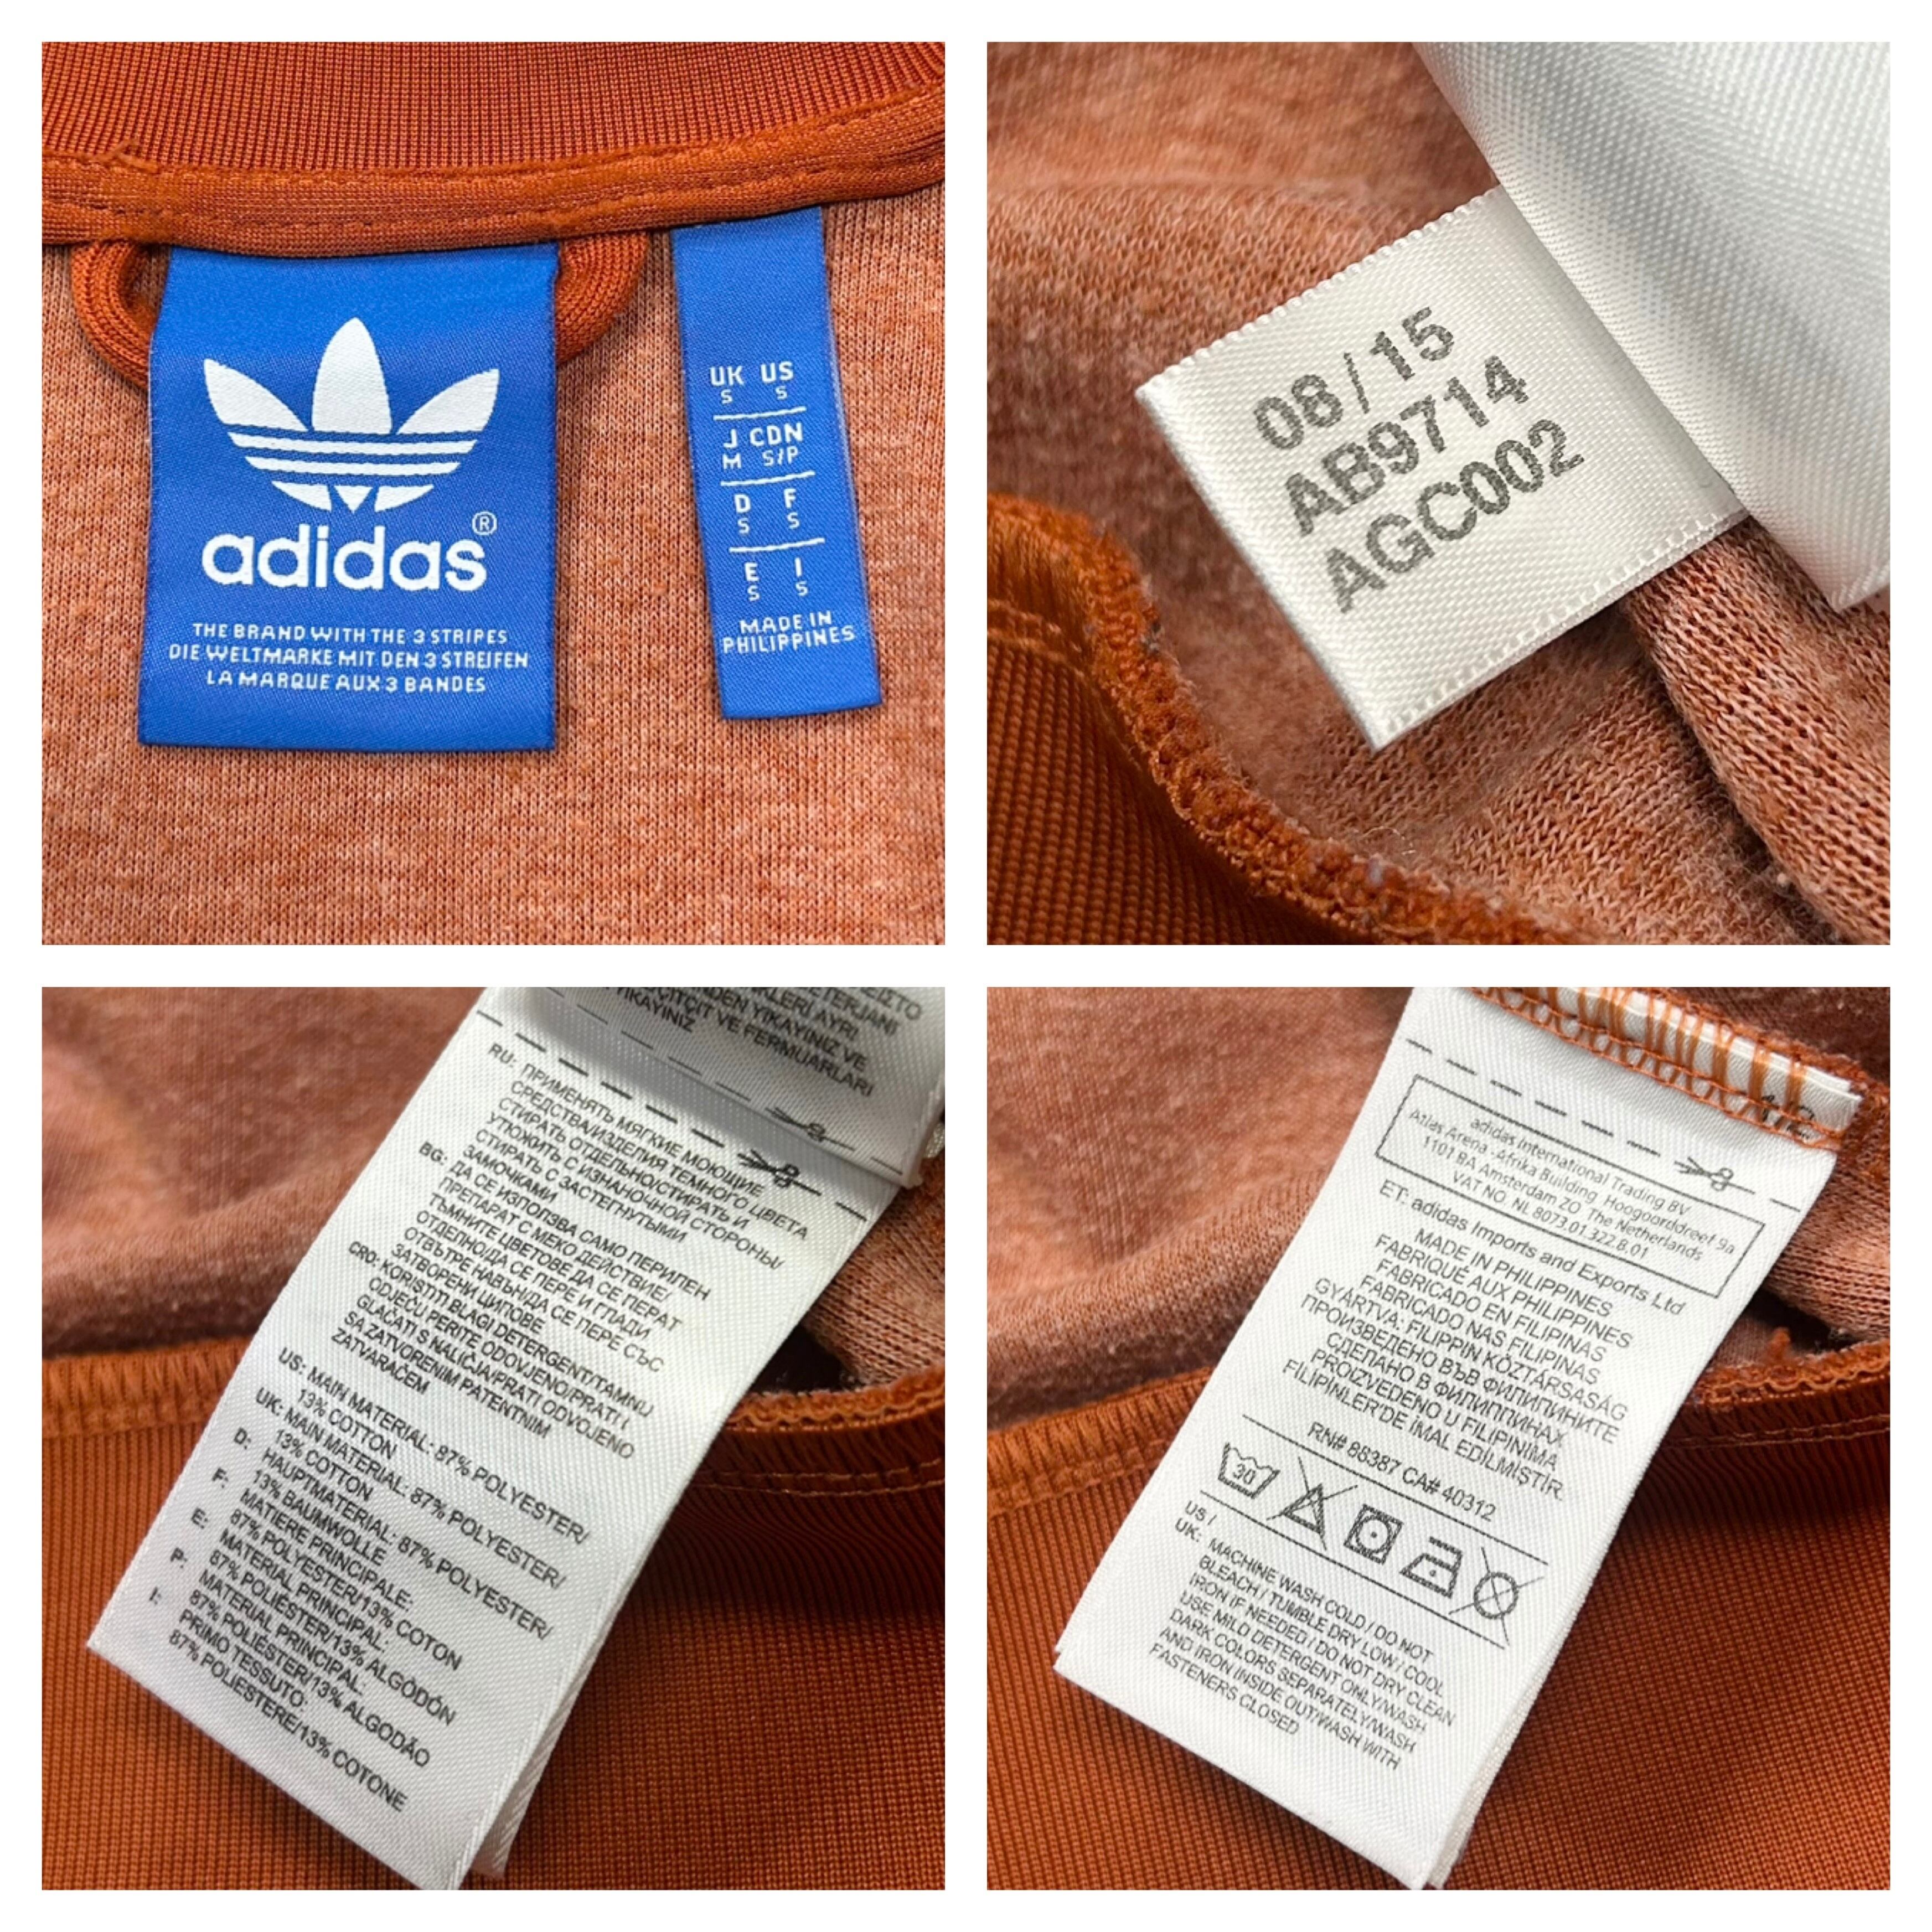 adidas®
THE BRAND WITH THE 3 STRIPES
DIE WELTMARKE MIT DEN 3 STREIFEN
LA MARQUE AUX 3 BANDES
UK US
S S
J CDN
M S/P
D F
S S
E I
S S
MADE IN
PHILIPPINES
08/15
AB9714
AGC002
YIKAYINIZ VE
ÇITÇIT VE FERMUARLARI
YIKAYINIZ
RU: ПРИМЕНЯТЬ МЯГКИЕ МОЮЩИЕ
СРЕДСТВА/ИЗДЕЛИЯ ТЕМНОГО ЦВЕТА
СТИРАТЬ ОТДЕЛЬНО/СТИРАТЬ И
УТЮЖИТЬ С ИЗНАНОЧНОЙ СТОРОНЫ/
СТИРАТЬ С ЗАСТЕГНУТЫМИ
ЗАМОЧКАМИ
BG: ДА СЕ ИЗПОЛЗВА САМО ПЕРИЛЕН
ПРЕПАРАТ С МЕКО ДЕЙСТВИЕ/
ТЪМНИТЕ ЦВЕТОВЕ ДА СЕ ПЕРАТ
ОТДЕЛНО/ДА СЕ ПЕРЕ И ГЛАДИ
ОТВЪТРЕ НАВЪН/ДА СЕ ПЕРЕ СЪС
ЗАТВОРЕНИ ЦИПОВЕ
CRO: KORISTITI BLAGI DETERGENT/TAMNU
ODJEĆU PERITE ODVOJENO/PRATI I
GLAČATI S NALIČJA/PRATI ODVOJENO
SA ZATVORENIM PATENTNIM
ZATVARAČEM
US: MAIN MATERIAL: 87% POLYESTER/
13% COTTON
UK: MAIN MATERIAL: 87% POLYESTER/
13% COTTON
D: HAUPTMATERIAL: 87% POLYESTER/
13% BAUMWOLLE
F: MATIERE PRINCIPALE:
87% POLYESTER/13% COTON
E: MATERIAL PRINCIPAL:
87% POLIÉSTER/13% ALGODÓN
P: MATERIAL PRINCIPAL:
87% POLIÉSTER/13% ALGODÃO
I: PRIMO TESSUTO:
87% POLIESTERE/13% COTONE
adidas International Trading BV
Atlas Arena - Afrika Building Hoogoorddreef 9a
1101 BA Amsterdam ZO The Netherlands
VAT NO. NL 8073.01.322.B.01
ET: adidas Imports and Exports Ltd
MADE IN PHILIPPINES
FABRIQUÉ AUX PHILIPPINES
FABRICADO EN FILIPINAS
FABRICADO NAS FILIPINAS
GYÁRTVA: FILIPPIN KÖZTÁRSASÁG
ПРОИЗВЕДЕНО ВЪВ ФИЛИПИНИТЕ
СДЕЛАНО В ФИЛИППИНАХ
PROIZVEDENO U FILIPINIMA
FİLİPİNLER'DE İMAL EDİLMİŞTİR.
RN# 88387 CA# 40312
30
US /
UK: MACHINE WASH COLD / DO NOT
BLEACH / TUMBLE DRY LOW / COOL
IRON IF NEEDED / DO NOT DRY CLEAN
USE MILD DETERGENT ONLY/WASH
DARK COLORS SEPARATELY/WASH
AND IRON INSIDE OUT/WASH WITH
FASTENERS CLOSED